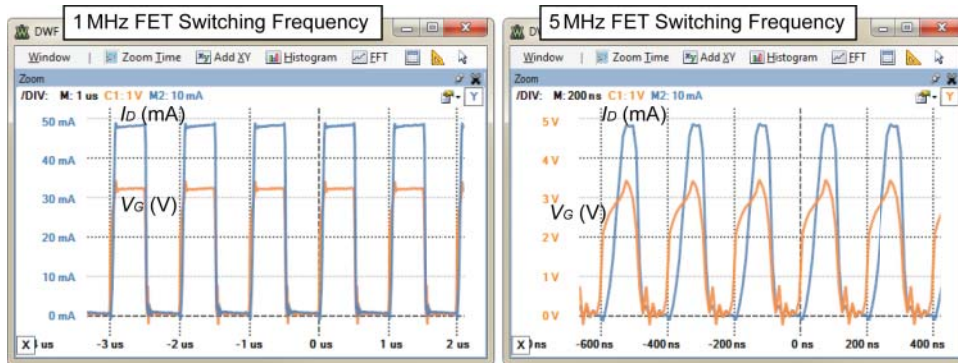 1 MHz FET Switching Frequency
DWF
Window Zoom Time Add XY Histogram FFT
Zoom
/DIV: M: 1 us C1: 1 V M2: 10 mA Y
50 mA
40 mA
30 mA
20 mA
10 mA
0 mA
ID (mA)
VG (V)
X us -3 us -2 us -1 us 0 us 1 us 2 us
5 MHz FET Switching Frequency
Window Zoom Time Add XY Histogram FFT
Zoom
/DIV: M: 200 ns C1: 1 V M2: 10 mA Y
5 V
4 V
3 V
2 V
1 V
0 V
ID (mA)
VG (V)
X ns -600 ns -400 ns -200 ns 0 ns 200 ns 400 ns